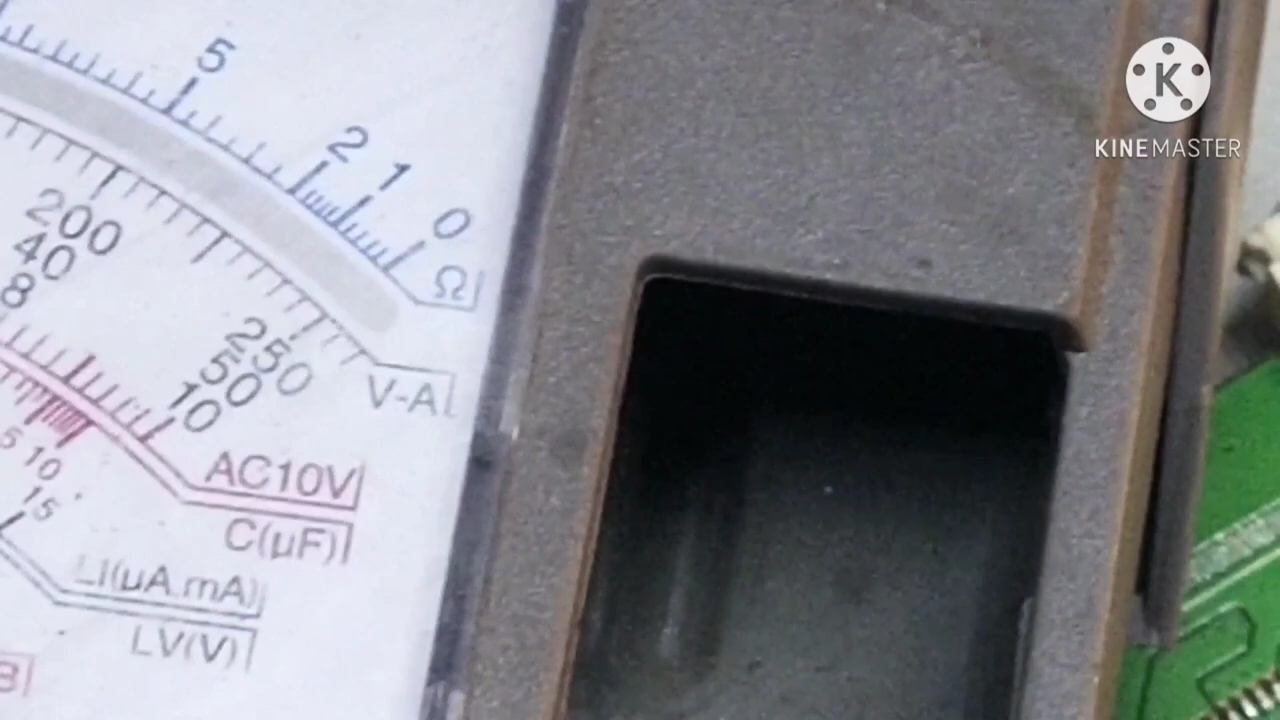 5
2
1
0
Ω
200
40
8
250
50
10
V-A
AC10V
5 10
15
C(μF)
LI(μA.mA)
LV(V)
K
KINEMASTER